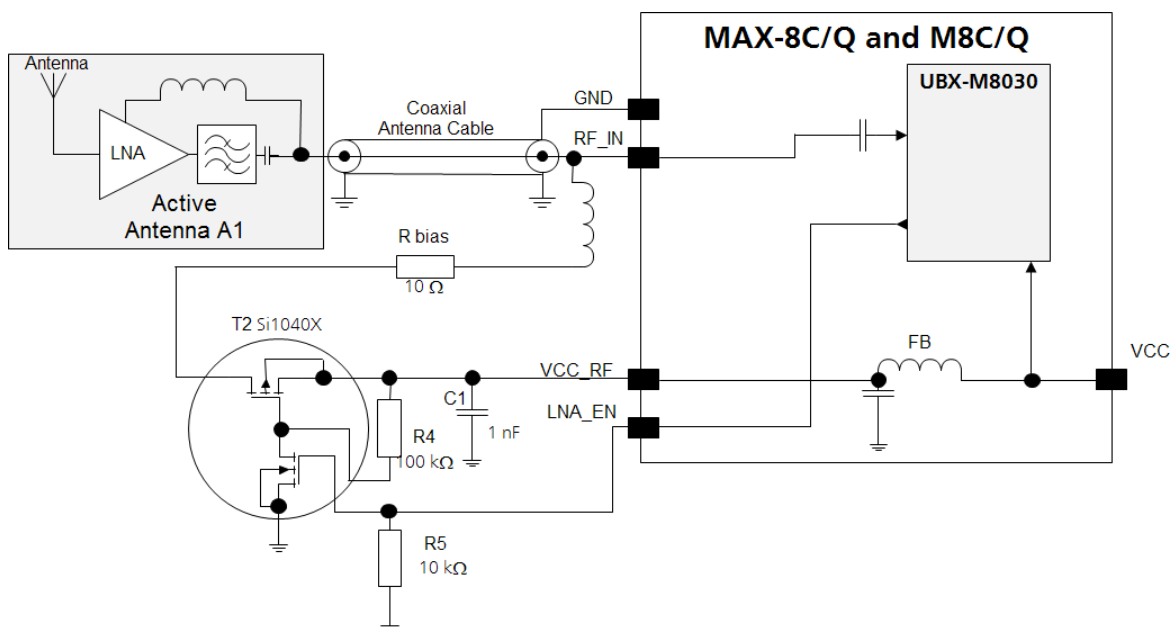 MAX-8C/Q and M8C/Q
UBX-M8030
Antenna
LNA
Active
Antenna A1
Coaxial
Antenna Cable
GND
RF_IN
R bias
10 Ω
T2 Si1040X
VCC_RF
FB
VCC
C1
1 nF
LNA_EN
R4
100 kΩ
R5
10 kΩ